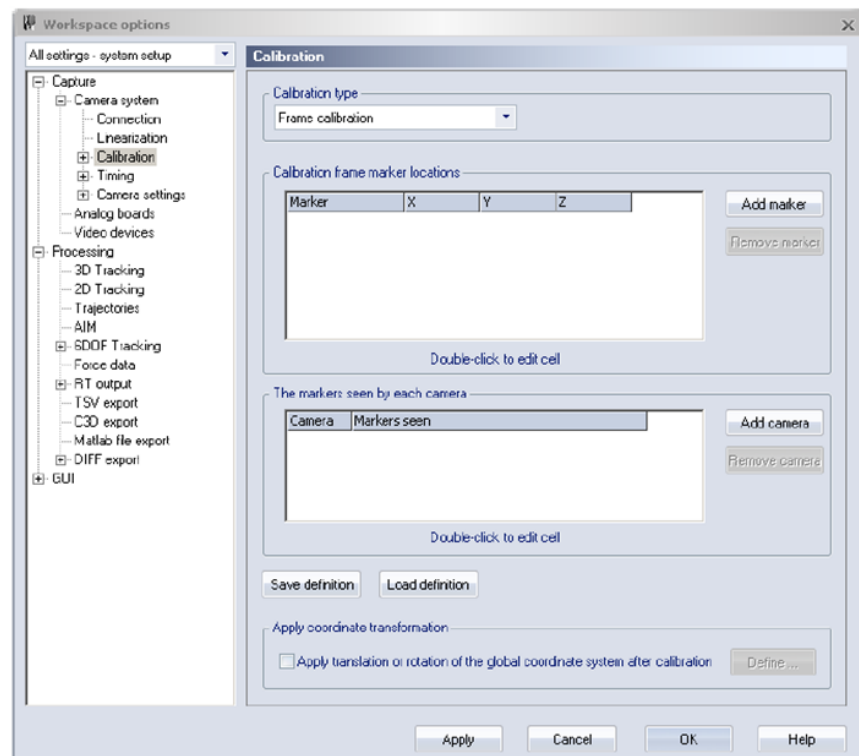 Workspace options
All settings - system setup
Capture
Camera system
Connection
Linearization
Calibration
Timing
Camera settings
Analog boards
Video devices
Processing
3D Tracking
2D Tracking
Trajectories
AIM
6DOF Tracking
Force data
RT output
TSV export
C3D export
Matlab file export
DIFF export
GUI
Calibration
Calibration type
Frame calibration
Calibration frame marker locations
Marker X Y Z
Add marker
Remove marker
Double-click to edit cell
The markers seen by each camera
Camera Markers seen
Add camera
Remove camera
Double-click to edit cell
Save definition Load definition
Apply coordinate transformation
Apply translation or rotation of the global coordinate system after calibration Define ...
Apply Cancel OK Help